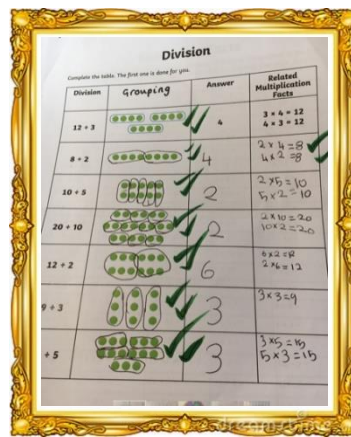 Division
Complete the table. The first one is done for you.
Division Grouping Answer Related Multiplication Facts
12 ÷ 3 4 3 × 4 = 12
4 × 3 = 12
8 ÷ 2 4 2 × 4 = 8
4 × 2 = 8
10 ÷ 5 2 2 × 5 = 10
5 × 2 = 10
20 ÷ 10 2 2 × 10 = 20
10 × 2 = 20
12 ÷ 2 6 6 × 2 = 12
2 × 6 = 12
9 ÷ 3 3 3 × 3 = 9
÷ 5 3 3 × 5 = 15
5 × 3 = 15